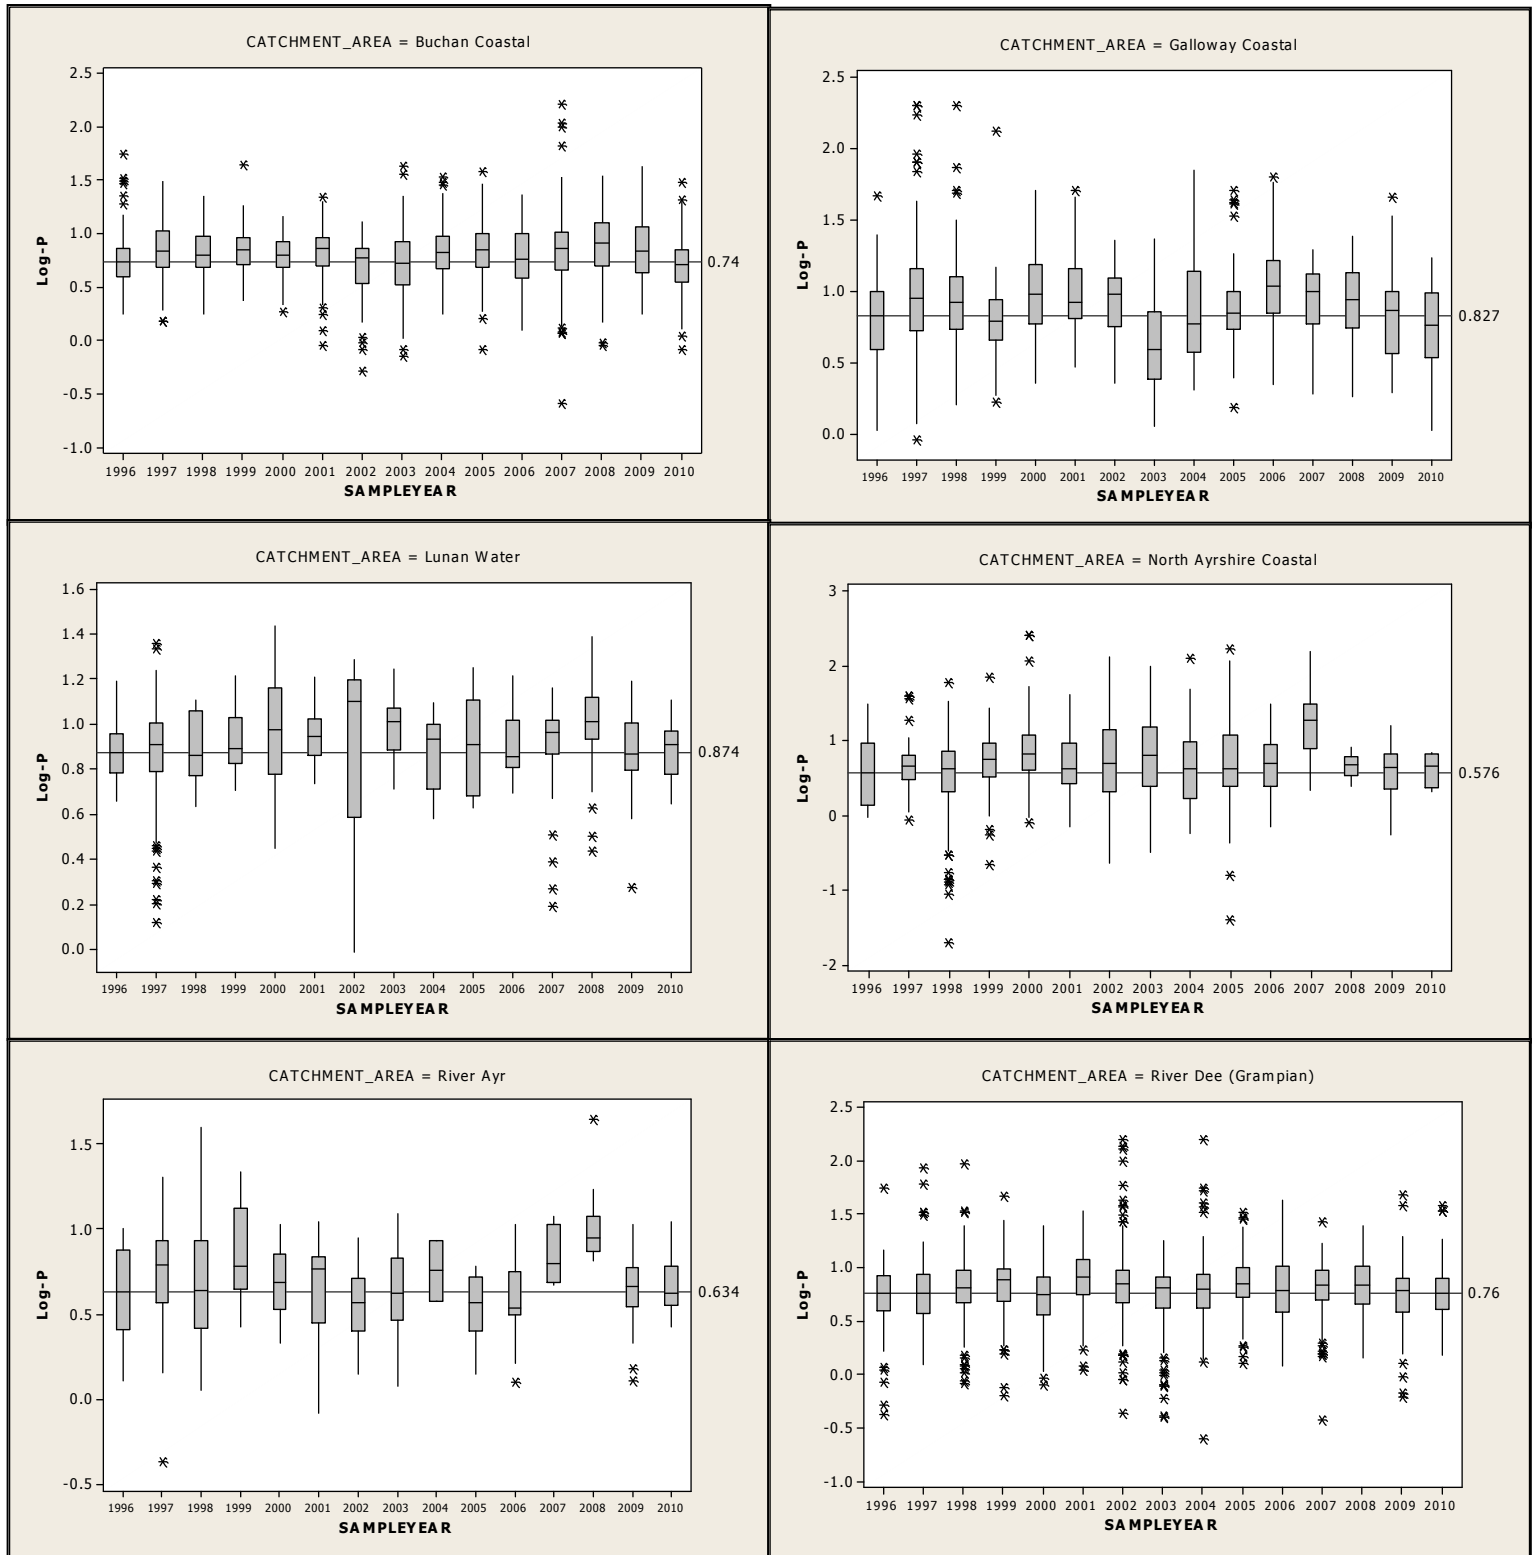 CATCHMENT_AREA = Buchan Coastal
2.5
2.0
1.5
1.0
0.5
0.0
-0.5
-1.0
Log-P
0.74
1996 1997 1998 1999 2000 2001 2002 2003 2004 2005 2006 2007 2008 2009 2010
SAMPLEYEAR
CATCHMENT_AREA = Galloway Coastal
2.5
2.0
1.5
1.0
0.5
0.0
Log-P
0.827
1996 1997 1998 1999 2000 2001 2002 2003 2004 2005 2006 2007 2008 2009 2010
SAMPLEYEAR
CATCHMENT_AREA = Lunan Water
1.6
1.4
1.2
1.0
0.8
0.6
0.4
0.2
0.0
Log-P
0.874
1996 1997 1998 1999 2000 2001 2002 2003 2004 2005 2006 2007 2008 2009 2010
SAMPLEYEAR
CATCHMENT_AREA = North Ayrshire Coastal
3
2
1
0
-1
-2
Log-P
0.576
1996 1997 1998 1999 2000 2001 2002 2003 2004 2005 2006 2007 2008 2009 2010
SAMPLEYEAR
CATCHMENT_AREA = River Ayr
1.5
1.0
0.5
0.0
-0.5
Log-P
0.634
1996 1997 1998 1999 2000 2001 2002 2003 2004 2005 2006 2007 2008 2009 2010
SAMPLEYEAR
CATCHMENT_AREA = River Dee (Grampian)
2.5
2.0
1.5
1.0
0.5
0.0
-0.5
-1.0
Log-P
0.76
1996 1997 1998 1999 2000 2001 2002 2003 2004 2005 2006 2007 2008 2009 2010
SAMPLEYEAR